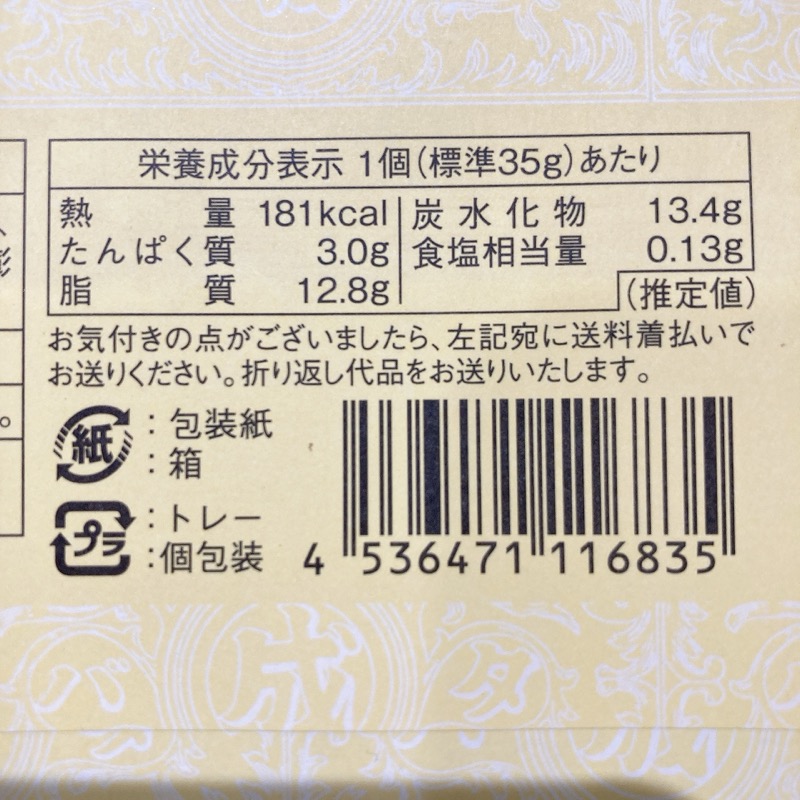 栄養成分表示 1個(標準35g)あたり
熱量 181kcal 炭水化物 13.4g
たんぱく質 3.0g 食塩相当量 0.13g
脂質 12.8g
(推定値)
お気付きの点がございましたら、左記宛に送料着払いで
お送りください。折り返し代品をお送りいたします。
紙 : 包装紙
: 箱
プラ : トレー
: 個包装
4 536471 116835
バタ